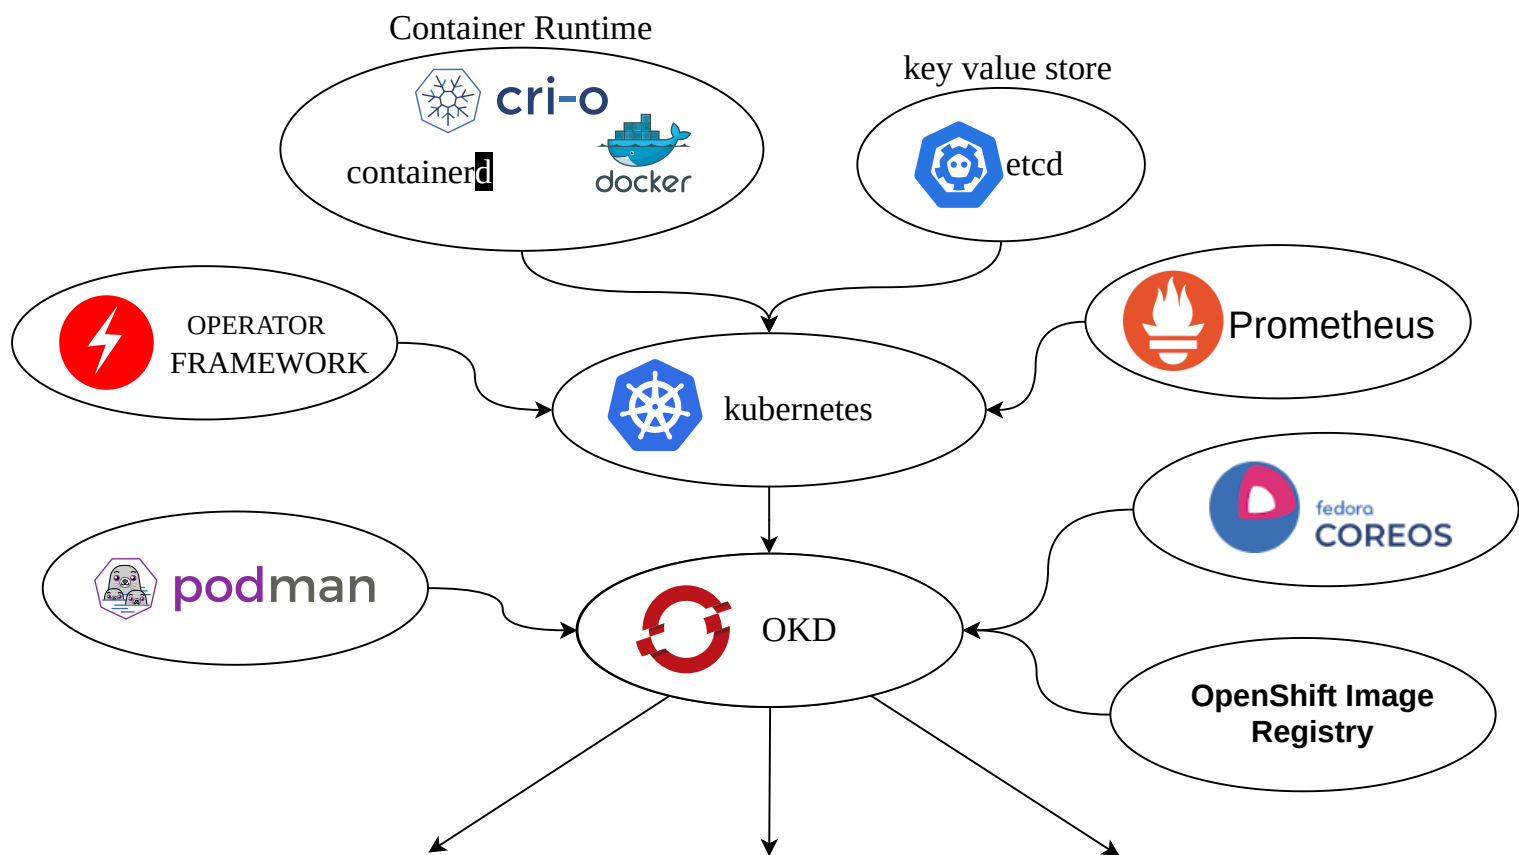 Container Runtime
key value store
cri-o
containerd
docker
etcd
OPERATOR
FRAMEWORK
Prometheus
kubernetes
fedora
COREOS
podman
OKD
OpenShift Image
Registry